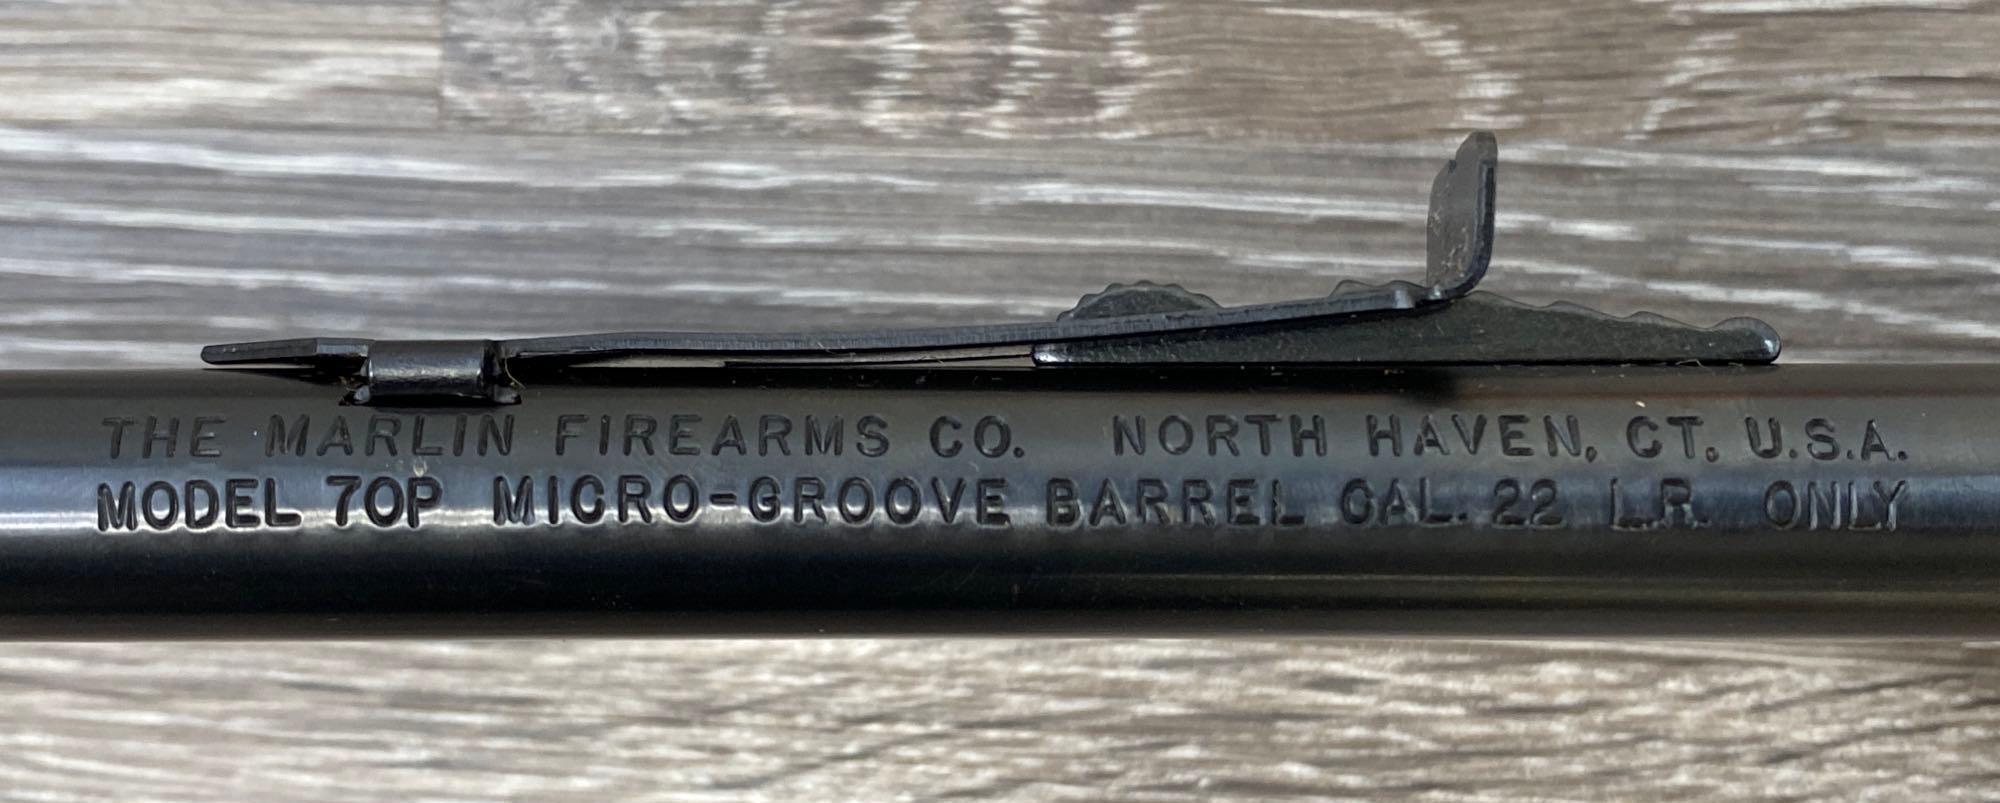 THE MARLIN FIREARMS CO. NORTH HAVEN, CT. U.S.A.
MODEL 70P MICRO-GROOVE BARREL CAL. 22 L.R. ONLY